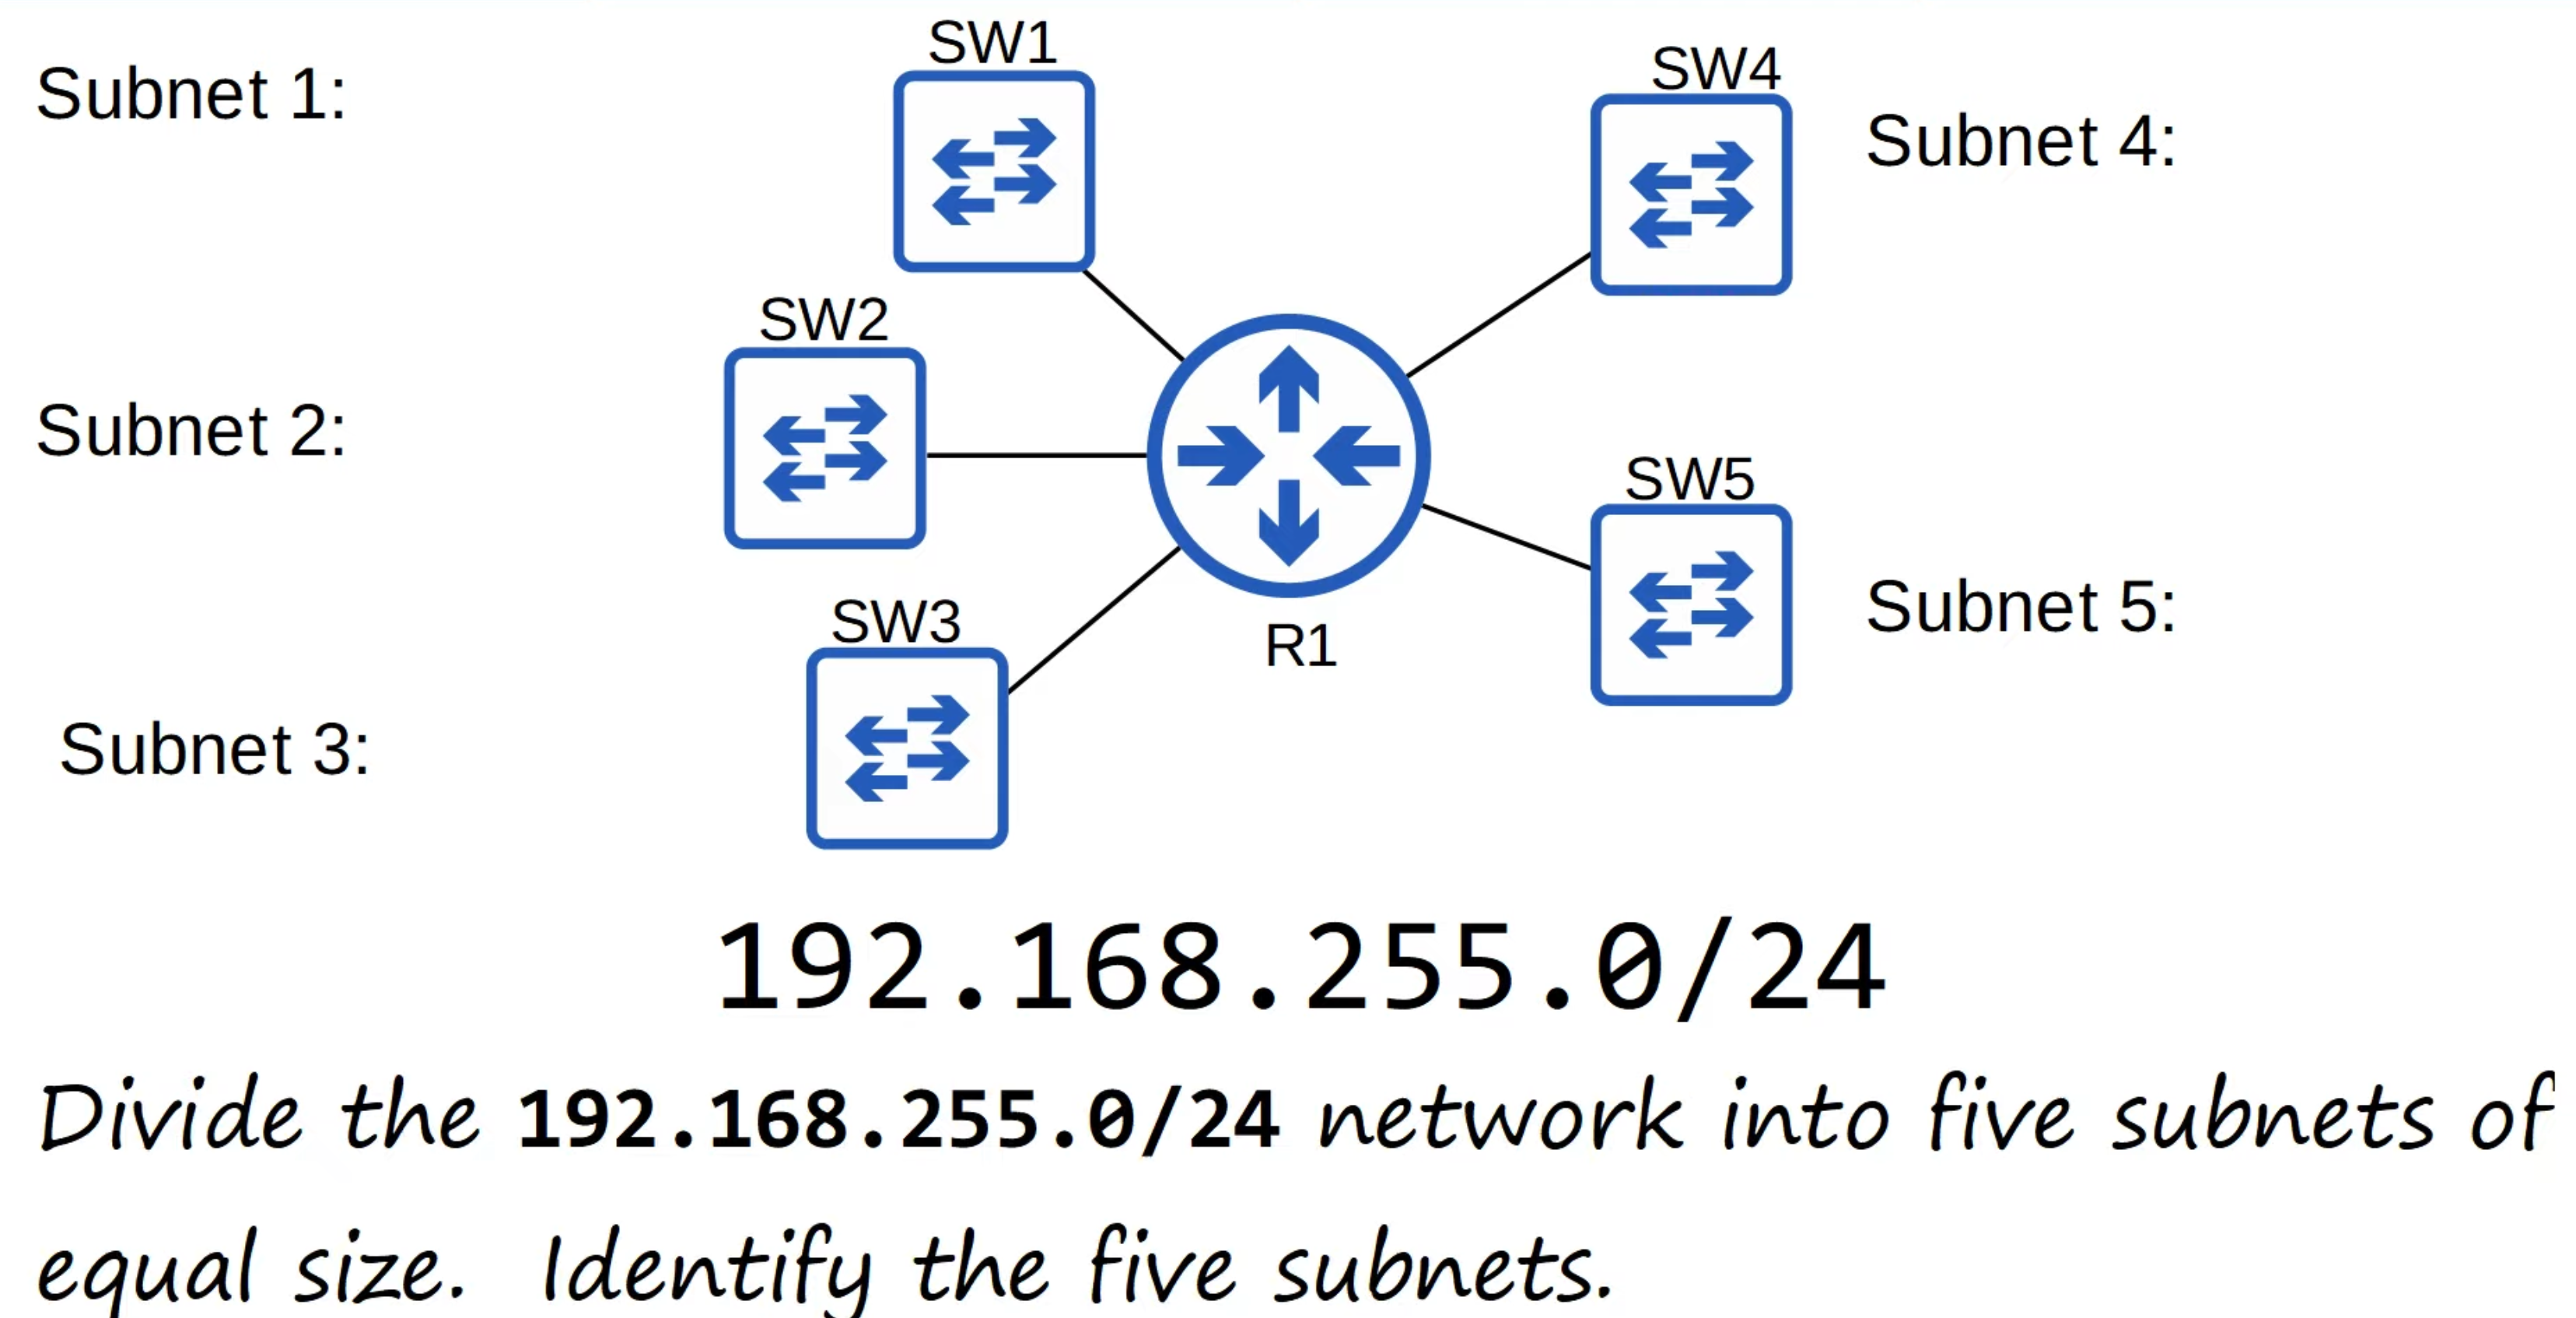 SW1
SW4
Subnet 1:
Subnet 4:
SW2
Subnet 2:
SW5
SW3
Subnet 5:
R1
Subnet 3:
192.168.255.0/24
Divide the 192.168.255.0/24 network into five subnets of
equal size. Identify the five subnets.